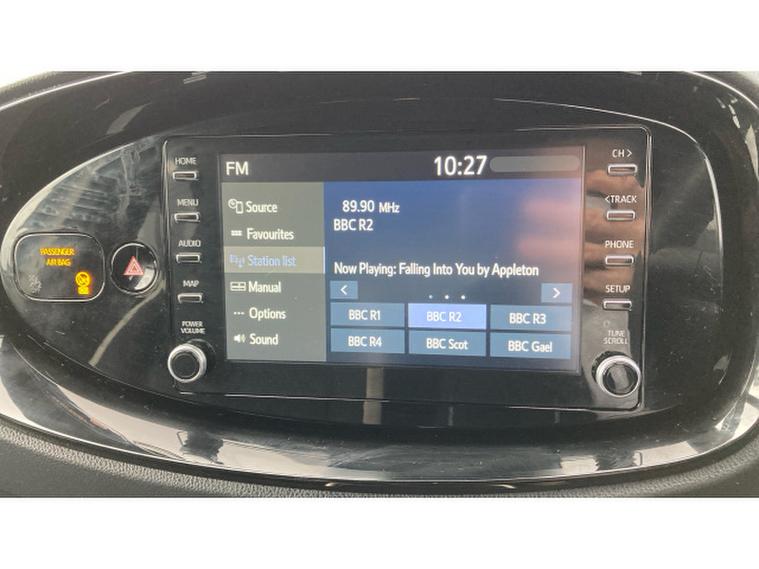 HOME
MENU
AUDIO
MAP
POWER
VOLUME
PASSENGER
AIR BAG
FM
10:27
Source
Favourites
Station list
Manual
Options
Sound
89.90 MHz
BBC R2
Now Playing: Falling Into You by Appleton
<
>
BBC R1
BBC R2
BBC R3
BBC R4
BBC Scot
BBC Gael
CH >
< TRACK
PHONE
SETUP
TUNE
SCROLL